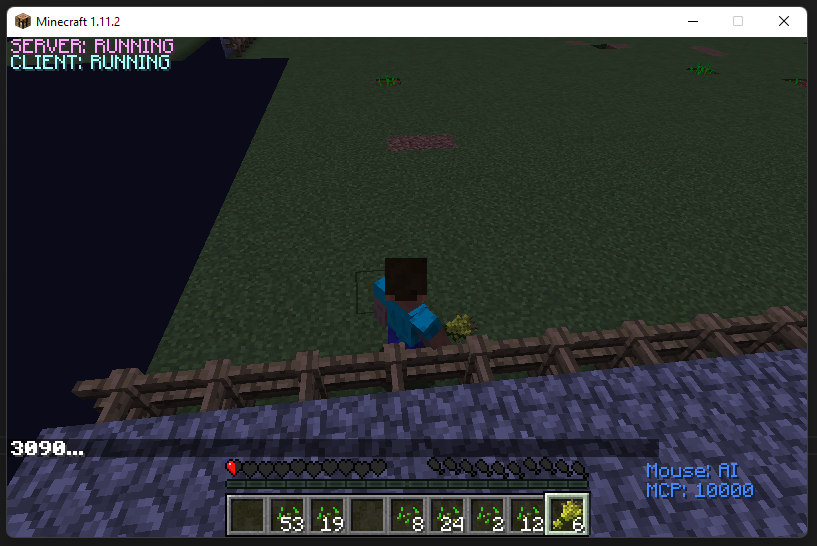 Minecraft 1.11.2
SERVER: RUNNING
CLIENT: RUNNING
3090...
Mouse: AI
MCP: 10000
53 19 8 24 2 12 6